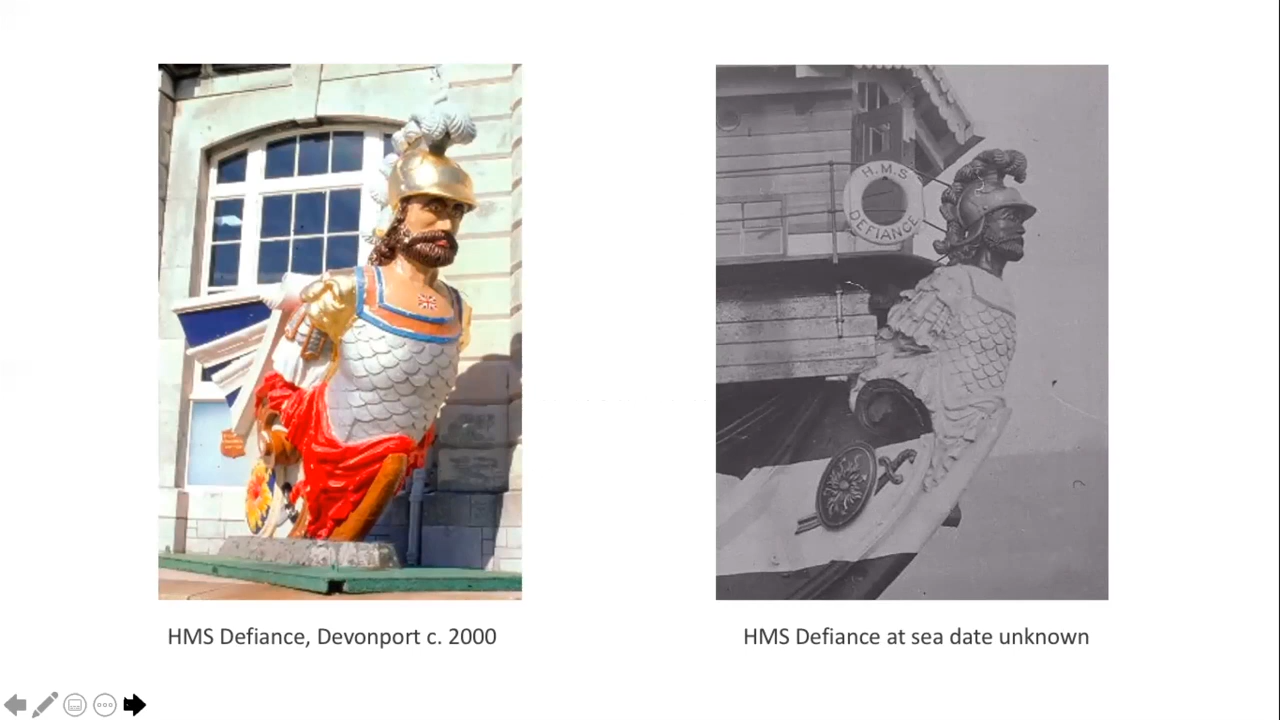 H.M.S
DEFIANCE
HMS Defiance, Devonport c. 2000
HMS Defiance at sea date unknown